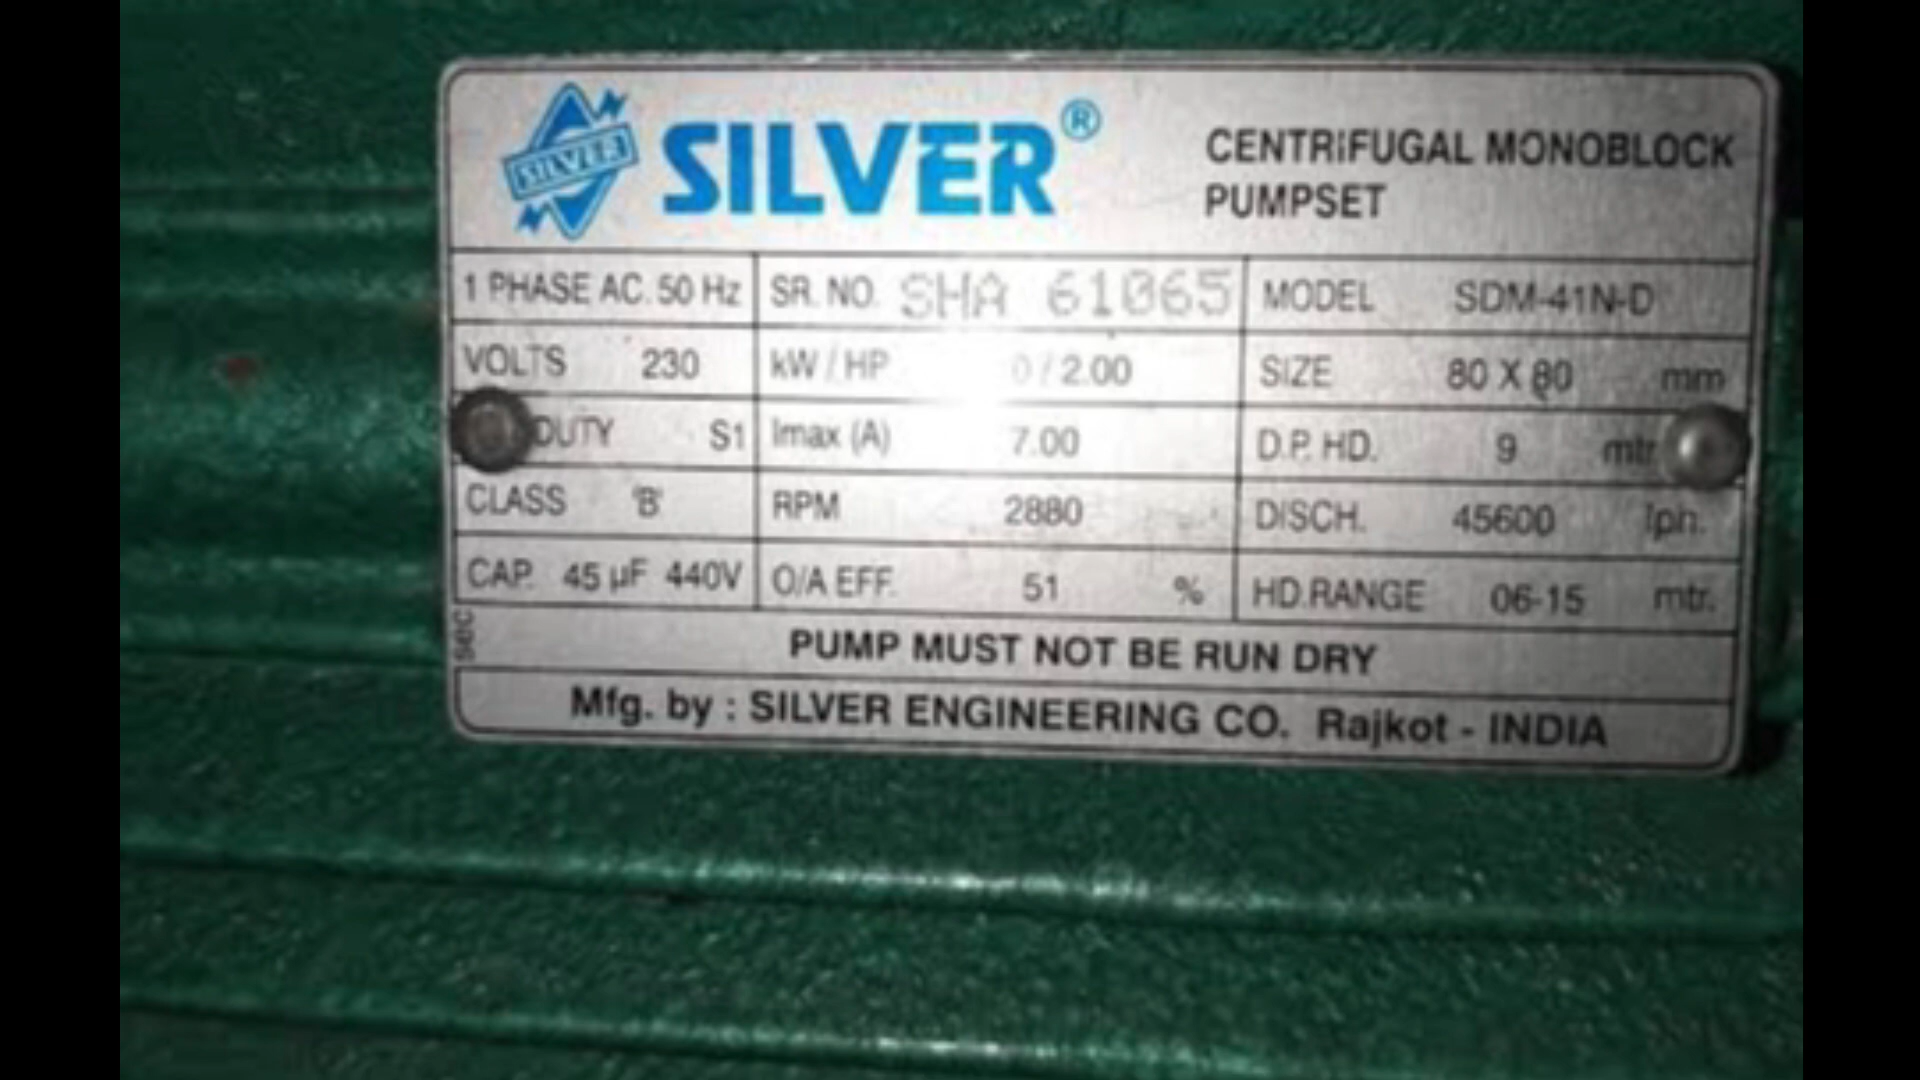 SILVER SILVER® CENTRIFUGAL MONOBLOCK
PUMPSET
1 PHASE AC. 50 Hz SR. NO. SHA 61065 MODEL SDM-41N-D
VOLTS 230 kW / HP 0 / 2.00 SIZE 80 X 80 mm
DUTY S1 Imax (A) 7.00 D.P. HD. 9 mtr
CLASS 'B' RPM 2880 DISCH. 45600 lph.
CAP. 45 µF 440V O/A EFF. 51 % HD.RANGE 06-15 mtr.
PUMP MUST NOT BE RUN DRY
Mfg. by : SILVER ENGINEERING CO. Rajkot - INDIA